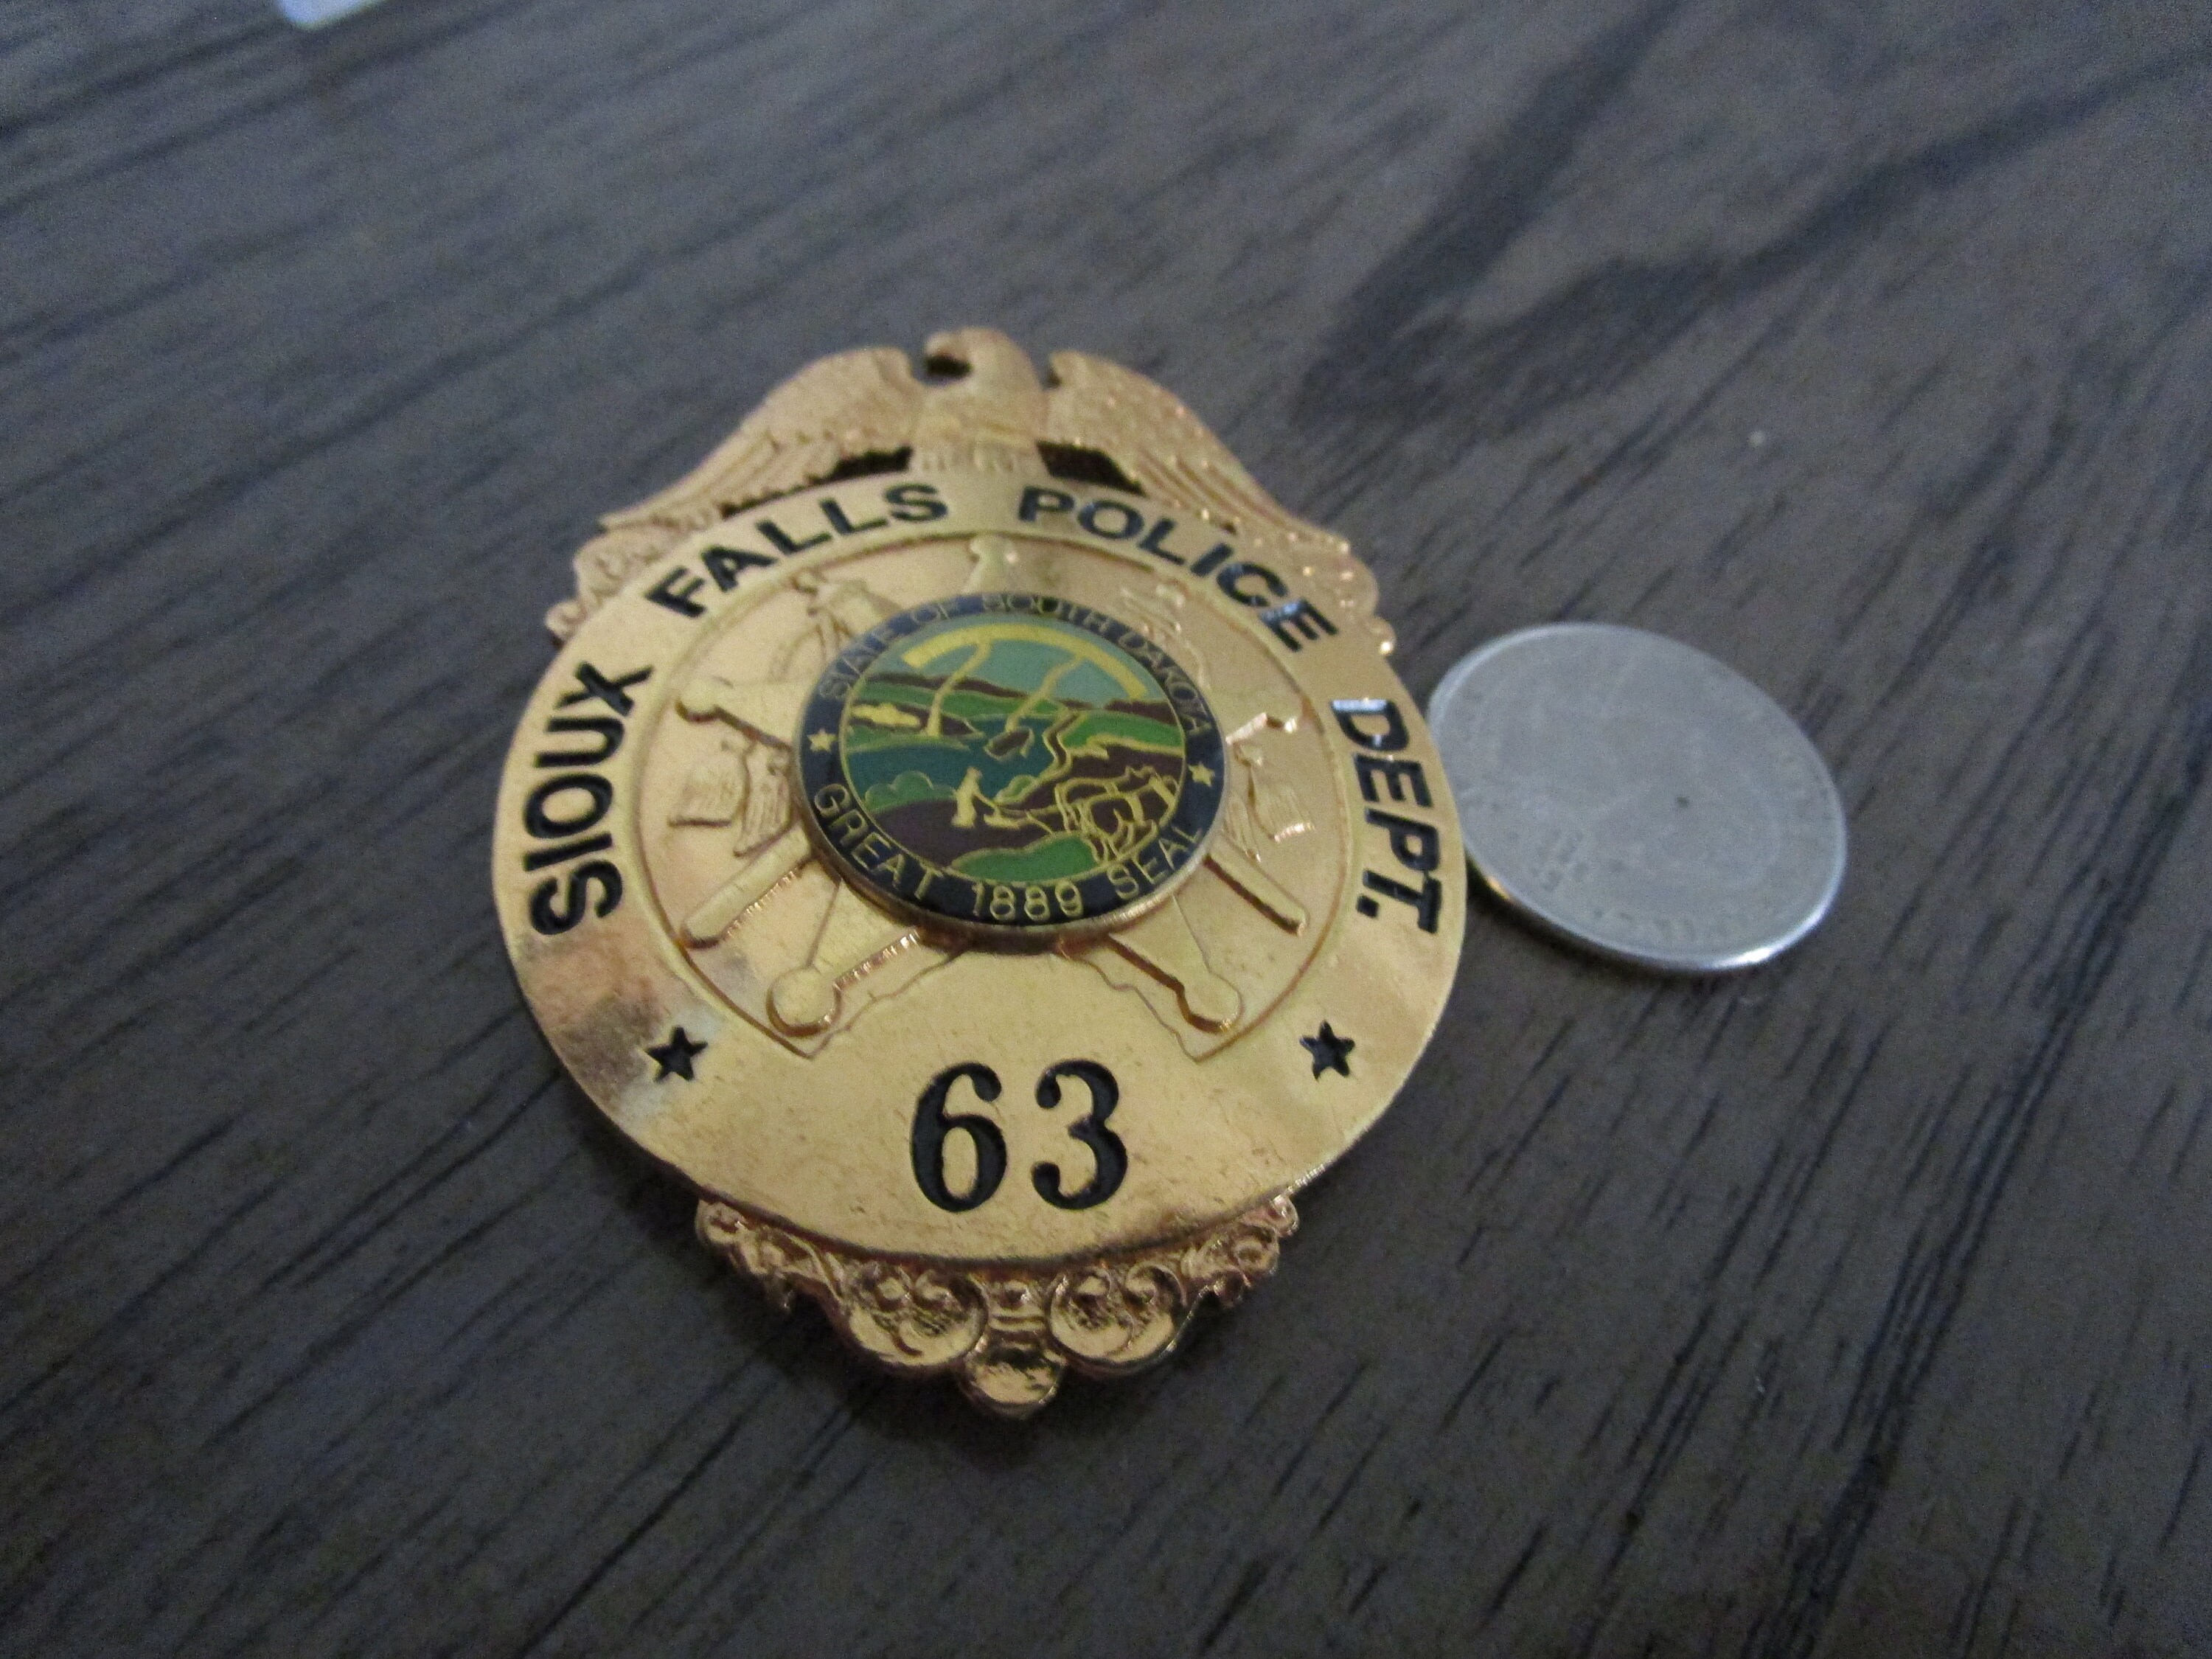 SIOUX FALLS POLICE DEPT.
STATE OF SOUTH DAKOTA
GREAT 1889 SEAL
63